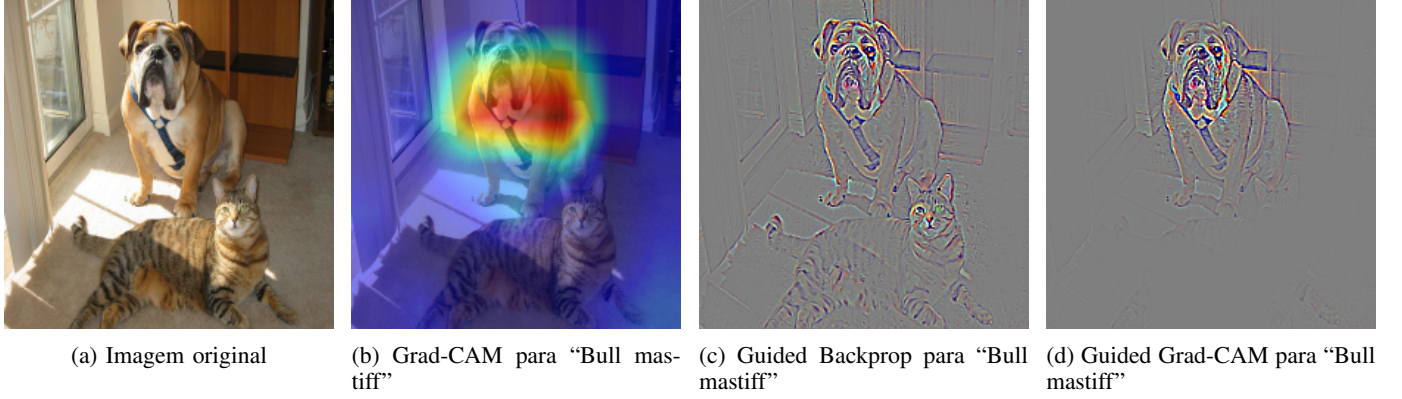 (a) Imagem original
(b) Grad-CAM para “Bull mas-
tiff”
(c) Guided Backprop para “Bull
mastiff”
(d) Guided Grad-CAM para “Bull
mastiff”